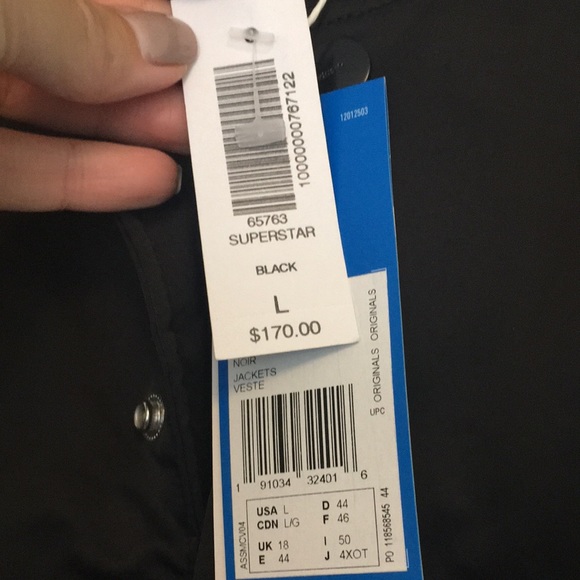 10000000767122
65763
SUPERSTAR
BLACK
L
$170.00
12012503
NOIR
JACKETS
VESTE
ORIGINALS ORIGINALS
UPC
1 91034 32401 6
USA L D 44
CDN L/G F 46
UK 18 I 50
E 44 J 4XOT
ASSMCV04
PO 118568545 44